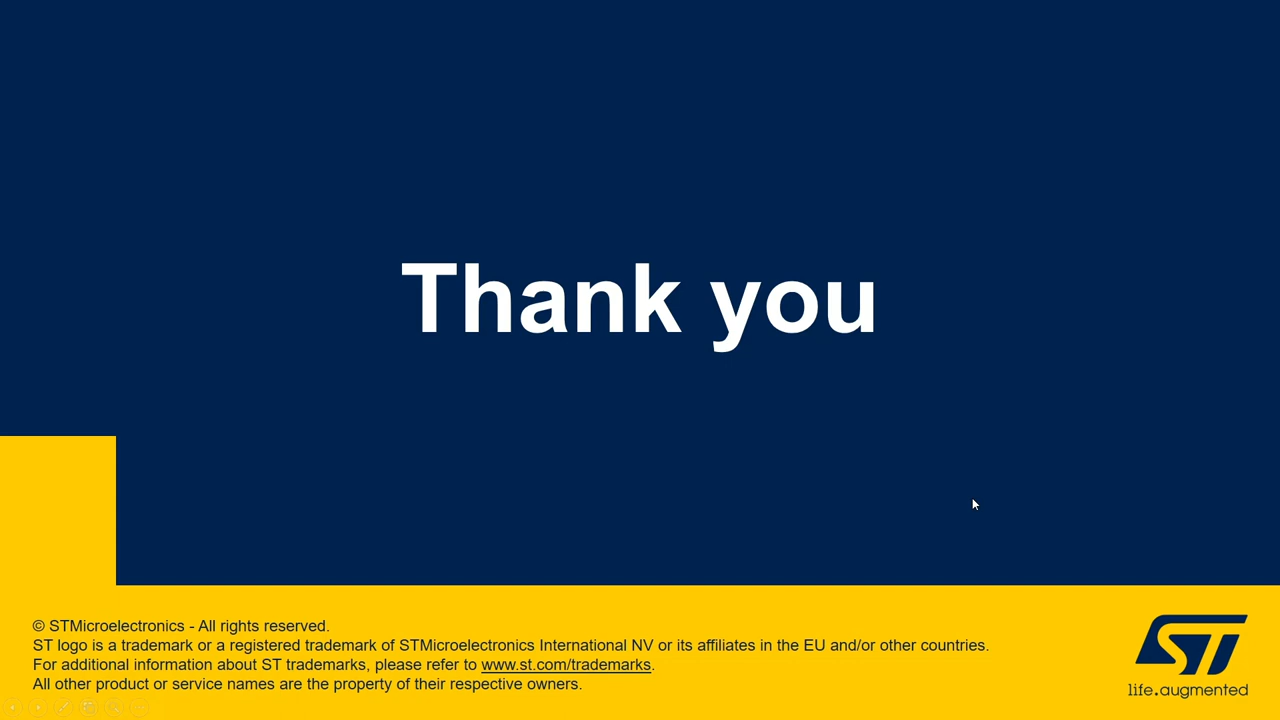 Thank you
© STMicroelectronics - All rights reserved.
ST logo is a trademark or a registered trademark of STMicroelectronics International NV or its affiliates in the EU and/or other countries.
For additional information about ST trademarks, please refer to www.st.com/trademarks.
All other product or service names are the property of their respective owners.
ST
life.augmented